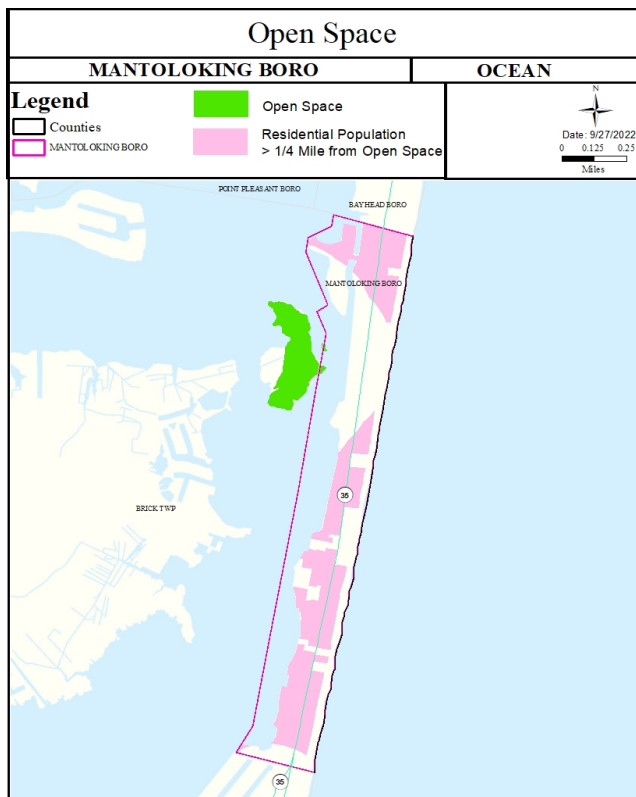 Open Space
MANTOLOKING BORO
OCEAN
Legend
Counties
MANTOLOKING BORO
Open Space
Residential Population
> 1/4 Mile from Open Space
N
Date: 9/27/2022
0 0.125 0.25
Miles
POINT PLEASANT BORO
BAYHEAD BORO
MANTOLOKING BORO
35
BRICK TWP
35